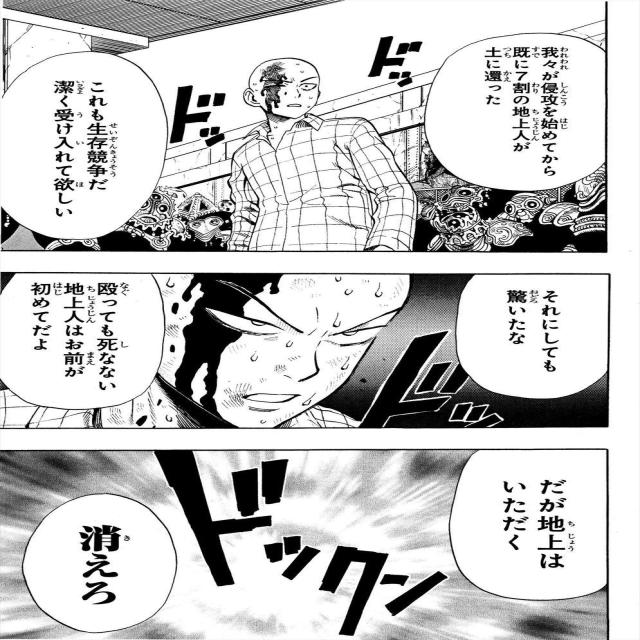 我々が侵攻を始めてから
既に7割の地上人が
土に還った
ドッ
ドッ
これも生存競争だ
潔く受け入れて欲しい
それにしても
驚いたな
殴っても死なない
地上人はお前が
初めてだよ
だが地上は
いただく
ドックン
消えろ